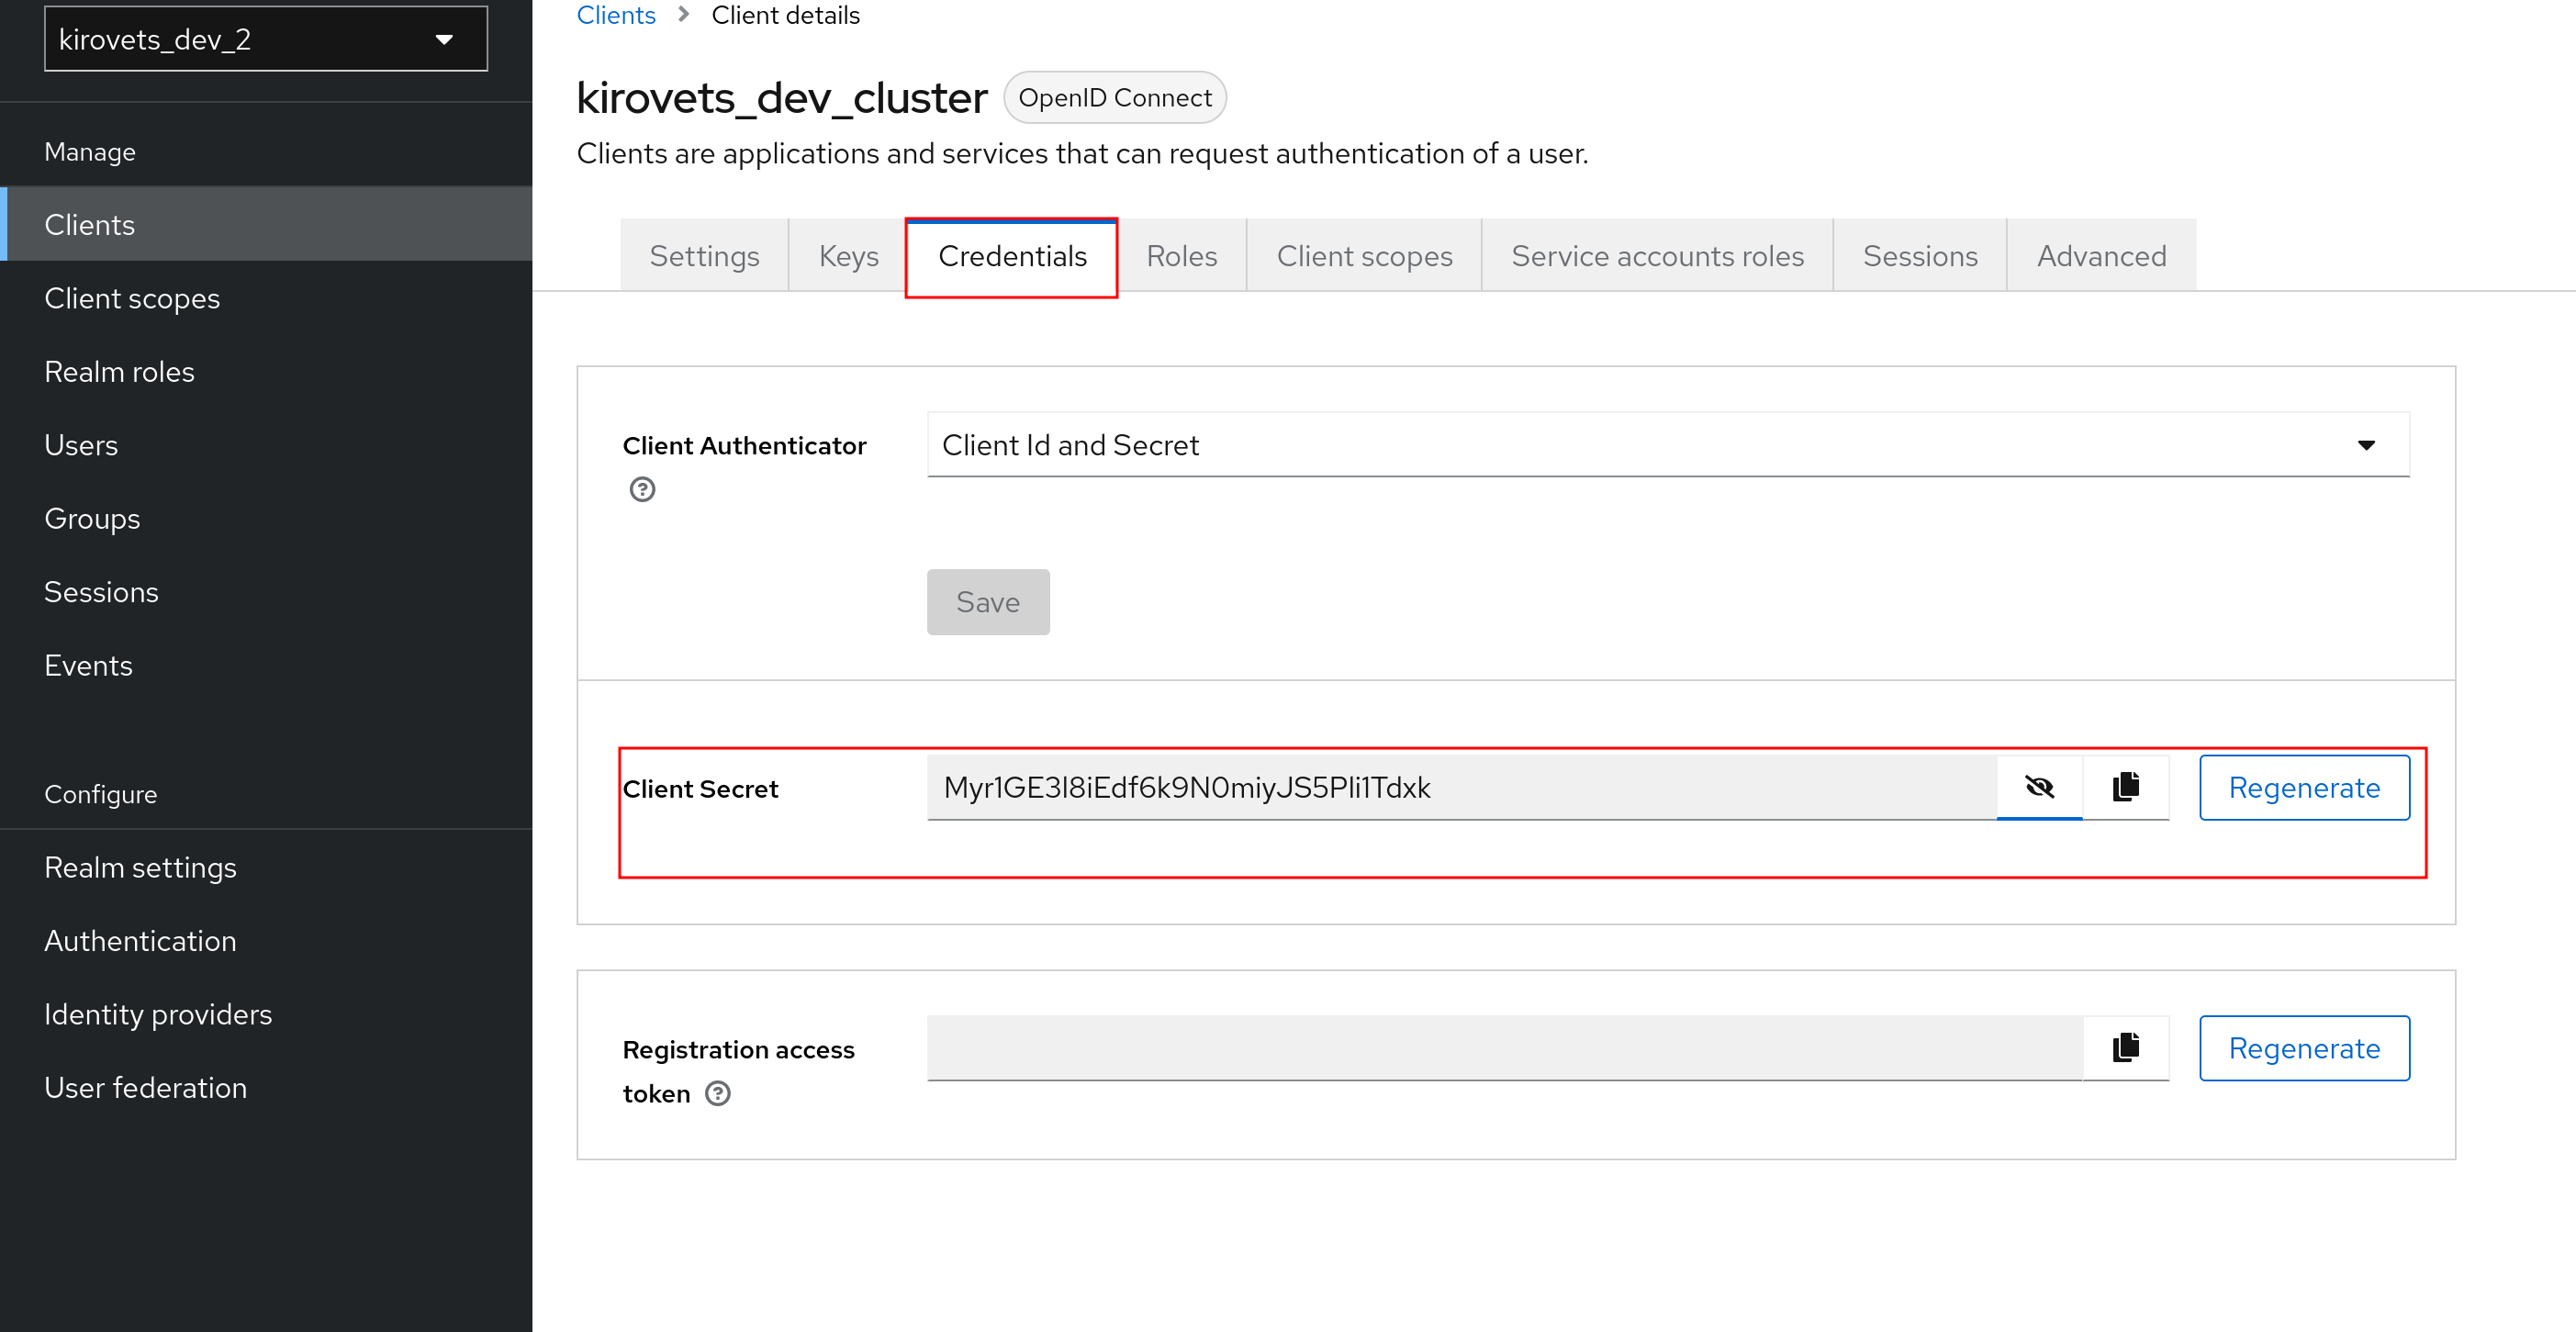 kirovets_dev_2
Manage
Clients
Client scopes
Realm roles
Users
Groups
Sessions
Events
Configure
Realm settings
Authentication
Identity providers
User federation
Clients > Client details
kirovets_dev_cluster OpenID Connect
Clients are applications and services that can request authentication of a user.
Settings Keys Credentials Roles Client scopes Service accounts roles Sessions Advanced
Client Authenticator Client Id and Secret
Save
Client Secret Myr1GE3I8iEdf6k9N0miyJS5Pli1Tdxk Regenerate
Registration access Regenerate
token